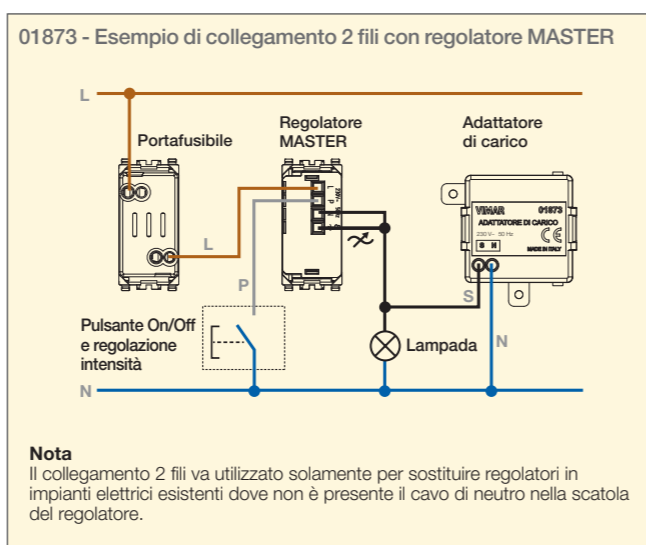 01873 - Esempio di collegamento 2 fili con regolatore MASTER
L
Portafusibile
Regolatore
MASTER
Adattatore
di carico
L
P
VIMAR 01873
ADATTATORE DI CARICO
230 V~ 50 Hz
S N
MADE IN ITALY
L
P
S
N
Pulsante On/Off
e regolazione
intensità
Lampada
N
Nota
Il collegamento 2 fili va utilizzato solamente per sostituire regolatori in
impianti elettrici esistenti dove non è presente il cavo di neutro nella scatola
del regolatore.